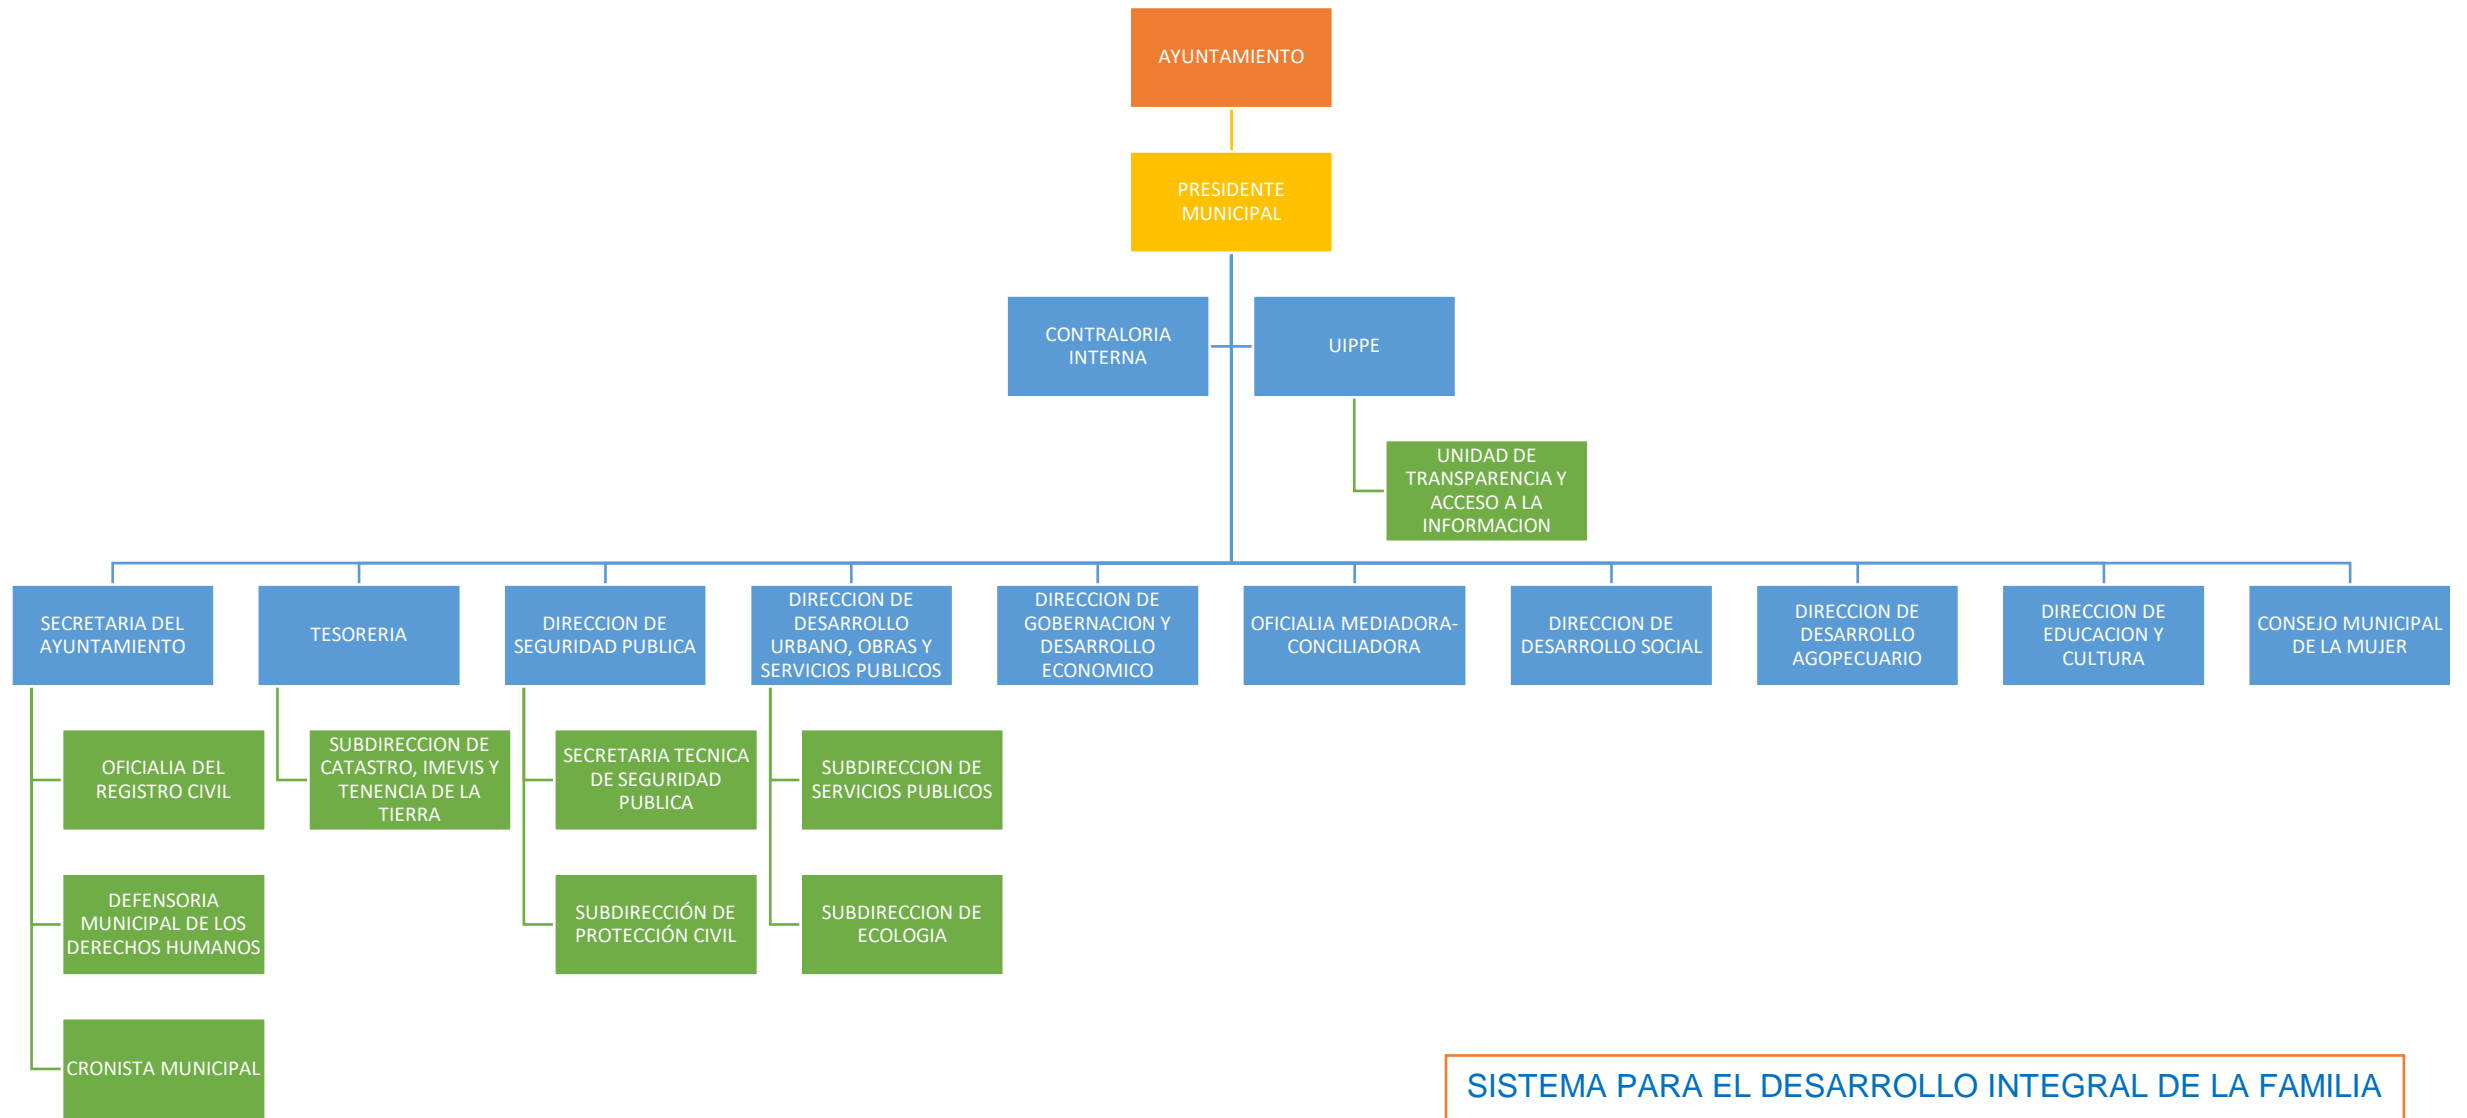 AYUNTAMIENTO
PRESIDENTE
MUNICIPAL
CONTRALORIA
INTERNA
UIPPE
UNIDAD DE
TRANSPARENCIA Y
ACCESO A LA
INFORMACION
SECRETARIA DEL
AYUNTAMIENTO
TESORERIA
DIRECCION DE
SEGURIDAD PUBLICA
DIRECCION DE
DESARROLLO
URBANO, OBRAS Y
SERVICIOS PUBLICOS
DIRECCION DE
GOBERNACION Y
DESARROLLO
ECONOMICO
OFICIALIA MEDIADORA-
CONCILIADORA
DIRECCION DE
DESARROLLO SOCIAL
DIRECCION DE
DESARROLLO
AGOPECUARIO
DIRECCION DE
EDUCACION Y
CULTURA
CONSEJO MUNICIPAL
DE LA MUJER
OFICIALIA DEL
REGISTRO CIVIL
SUBDIRECCION DE
CATASTRO, IMEVIS Y
TENENCIA DE LA
TIERRA
SECRETARIA TECNICA
DE SEGURIDAD
PUBLICA
SUBDIRECCION DE
SERVICIOS PUBLICOS
DEFENSORIA
MUNICIPAL DE LOS
DERECHOS HUMANOS
SUBDIRECCIÓN DE
PROTECCIÓN CIVIL
SUBDIRECCION DE
ECOLOGIA
CRONISTA MUNICIPAL
SISTEMA PARA EL DESARROLLO INTEGRAL DE LA FAMILIA